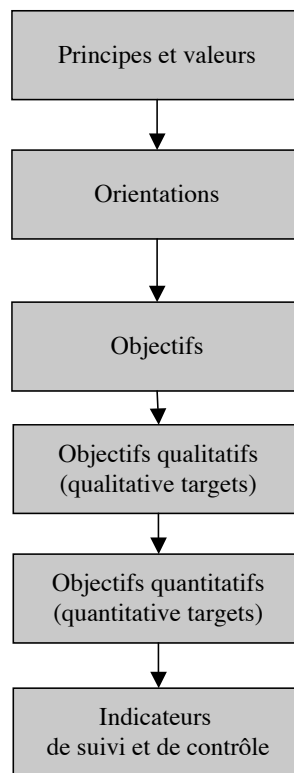 Principes et valeurs
Orientations
Objectifs
Objectifs qualitatifs
(qualitative targets)
Objectifs quantitatifs
(quantitative targets)
Indicateurs
de suivi et de contrôle